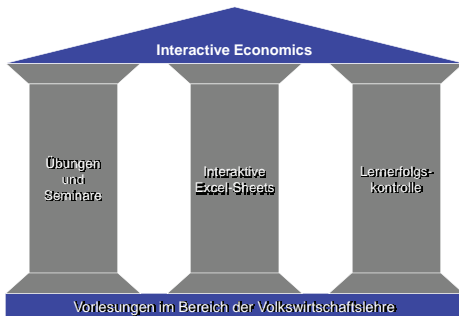 Interactive Economics
Übungen
und
Seminare
Interaktive
Excel-Sheets
Lernerfolgs-
kontrolle
Vorlesungen im Bereich der Volkswirtschaftslehre